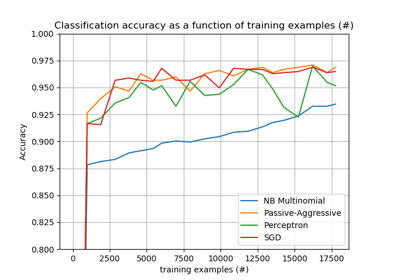 Classification accuracy as a function of training examples (#)
1.000
0.975
0.950
0.925
0.900
0.875
0.850
0.825
0.800
Accuracy
NB Multinomial
Passive-Aggressive
Perceptron
SGD
0 2500 5000 7500 10000 12500 15000 17500
training examples (#)